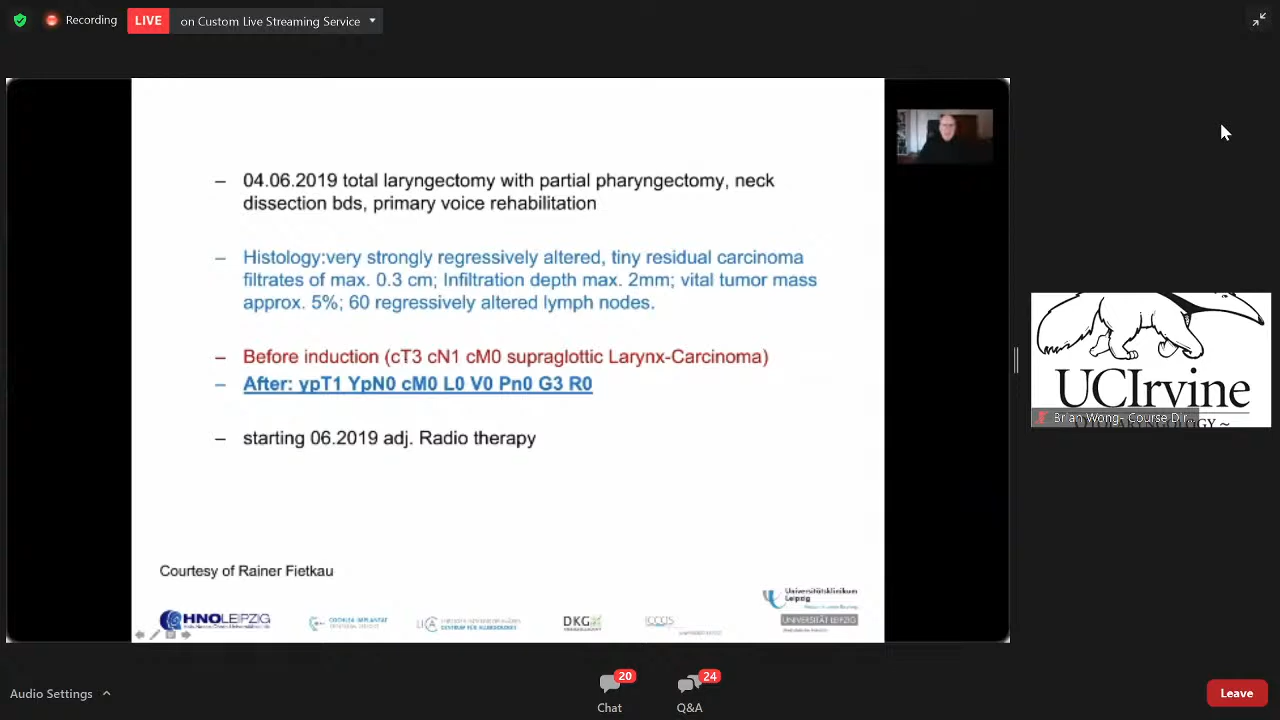 Recording
LIVE
on Custom Live Streaming Service
– 04.06.2019 total laryngectomy with partial pharyngectomy, neck
dissection bds, primary voice rehabilitation
– Histology:very strongly regressively altered, tiny residual carcinoma
filtrates of max. 0.3 cm; Infiltration depth max. 2mm; vital tumor mass
approx. 5%; 60 regressively altered lymph nodes.
– Before induction (cT3 cN1 cM0 supraglottic Larynx-Carcinoma)
– After: ypT1 YpN0 cM0 L0 V0 Pn0 G3 R0
– starting 06.2019 adj. Radio therapy
Courtesy of Rainer Fietkau
HNOLEIPZIG
DKG
Universitätsklinikum
Leipzig
UNIVERSITÄT LEIPZIG
UCIrvine
Brian Wong- Course Dir...
Audio Settings
20
Chat
24
Q&A
Leave